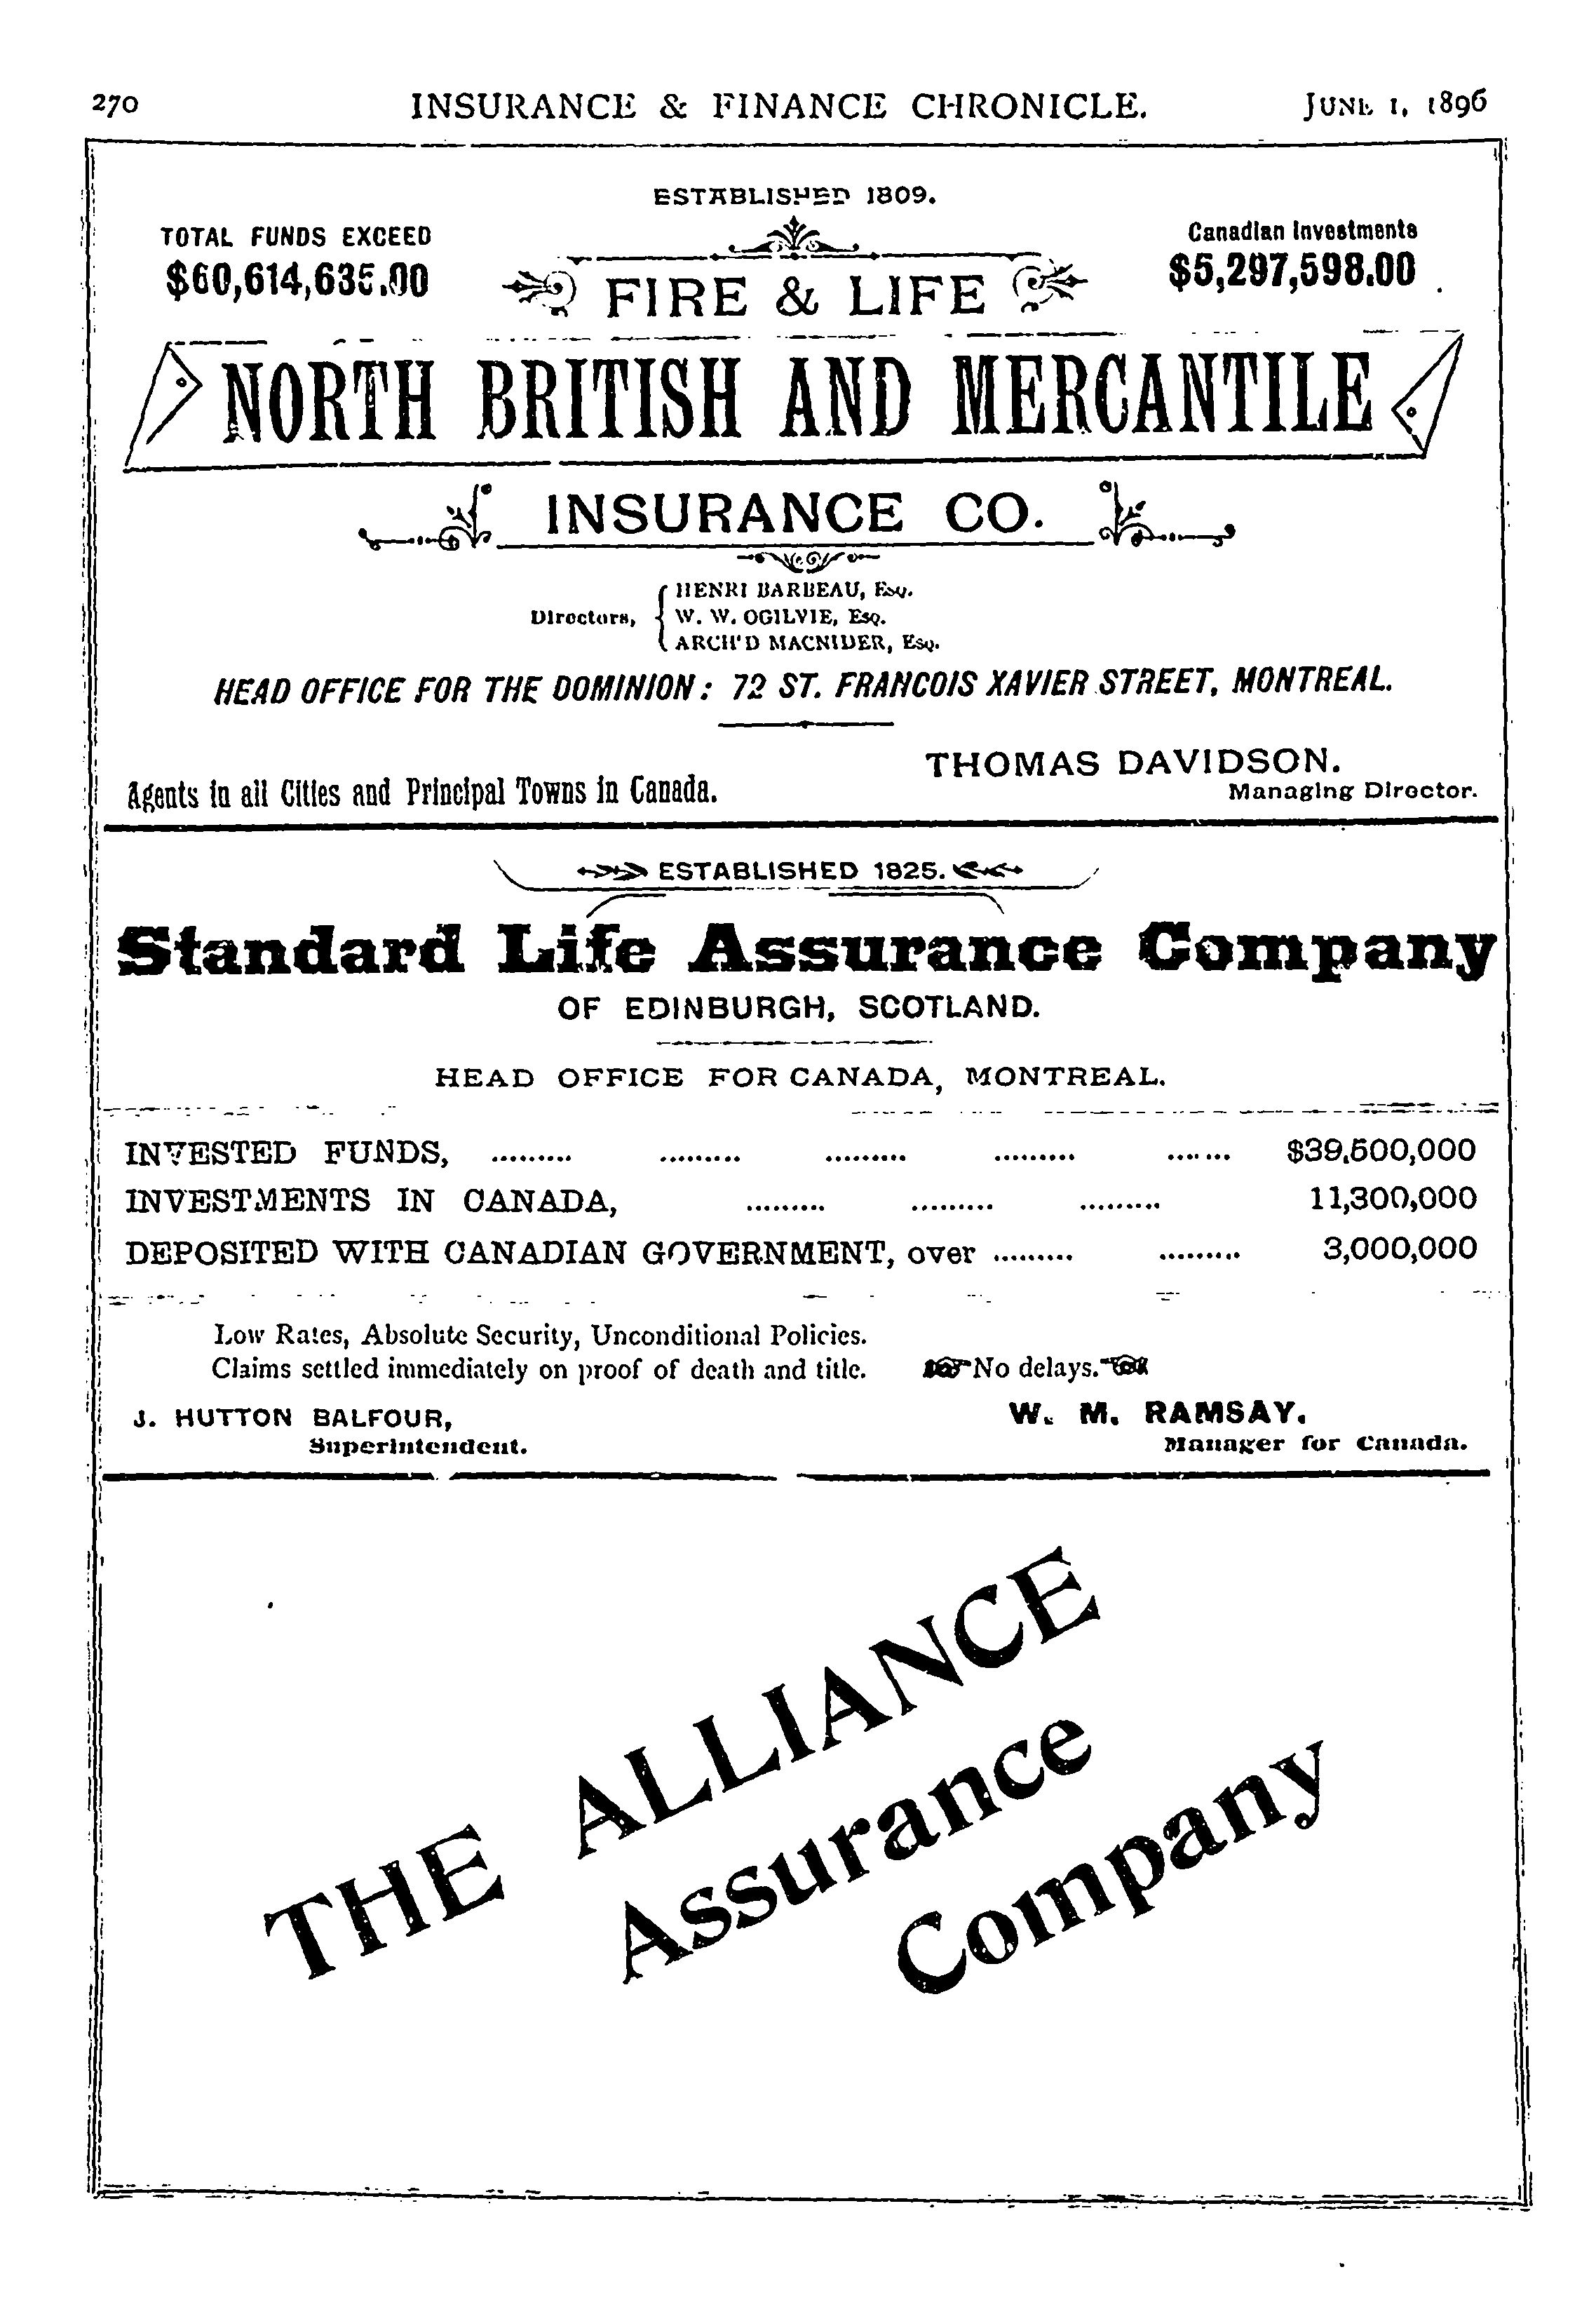 270 INSURANCE & FINANCE CHRONICLE. JUNE 1, 1896
ESTABLISHED 1809.
TOTAL FUNDS EXCEED
$60,614,635.00
Canadian Investments
$5,297,598.00
FIRE & LIFE
NORTH BRITISH AND MERCANTILE
INSURANCE CO.
Directors,
HENRI BARBEAU, Esq.
W. W. OGILVIE, Esq.
ARCH'D MACNIDER, Esq.
HEAD OFFICE FOR THE DOMINION: 72 ST. FRANCOIS XAVIER STREET, MONTREAL.
Agents in all Cities and Principal Towns in Canada.
THOMAS DAVIDSON.
Managing Director.
ESTABLISHED 1825.
Standard Life Assurance Company
OF EDINBURGH, SCOTLAND.
HEAD OFFICE FOR CANADA, MONTREAL.
INVESTED FUNDS, ......... ......... ......... ......... ....... $39,500,000
INVESTMENTS IN CANADA, ......... ......... ......... 11,300,000
DEPOSITED WITH CANADIAN GOVERNMENT, over ......... ......... 3,000,000
Low Rates, Absolute Security, Unconditional Policies.
Claims settled immediately on proof of death and title. No delays.
J. HUTTON BALFOUR,
Superintendent.
W. M. RAMSAY,
Manager for Canada.
THE ALLIANCE
Assurance
Company